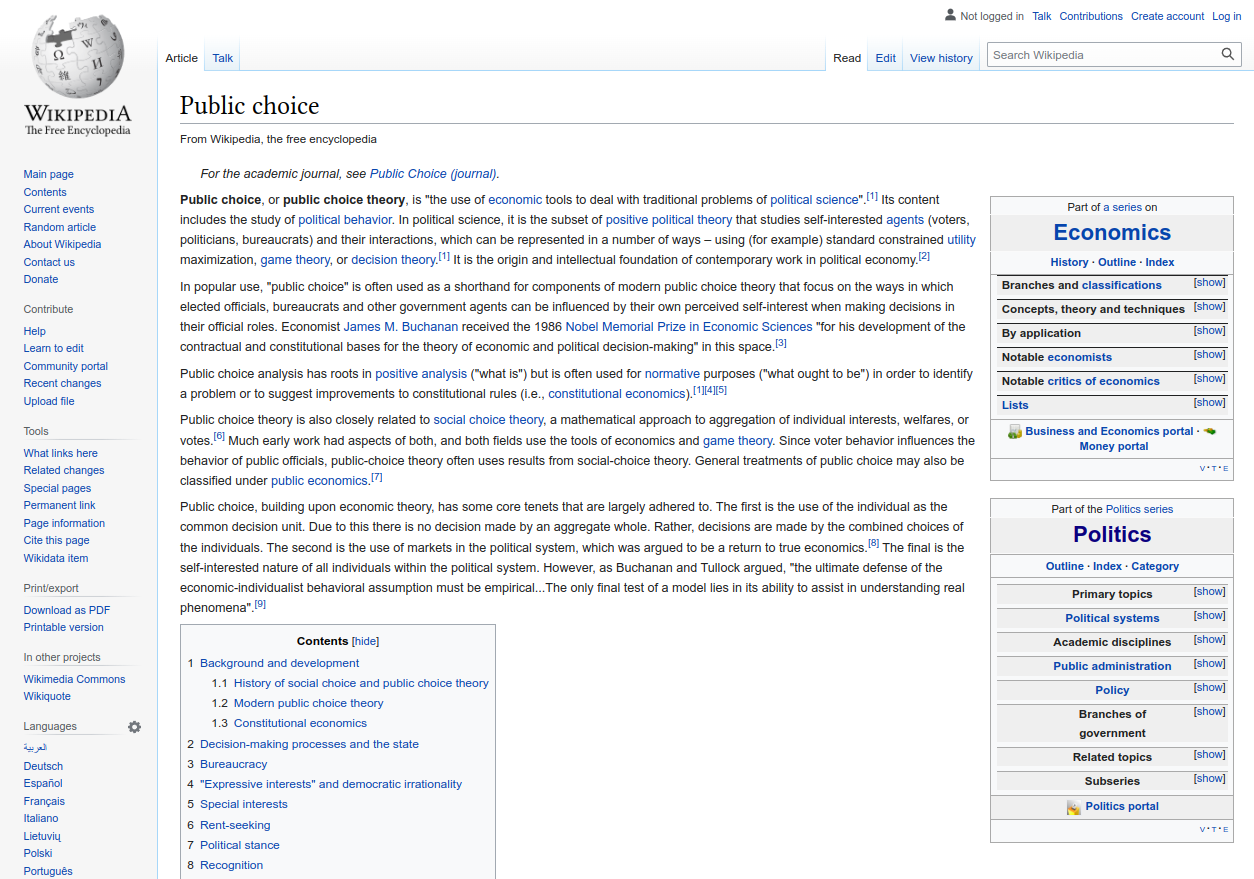 Not logged in Talk Contributions Create account Log in
WIKIPEDIA
The Free Encyclopedia
Article Talk
Read Edit View history
Search Wikipedia
Main page
Contents
Current events
Random article
About Wikipedia
Contact us
Donate
Contribute
Help
Learn to edit
Community portal
Recent changes
Upload file
Tools
What links here
Related changes
Special pages
Permanent link
Page information
Cite this page
Wikidata item
Print/export
Download as PDF
Printable version
In other projects
Wikimedia Commons
Wikiquote
Languages
العربية
Deutsch
Español
Français
Italiano
Lietuvių
Polski
Português
Public choice
From Wikipedia, the free encyclopedia
For the academic journal, see Public Choice (journal).
Public choice, or public choice theory, is "the use of economic tools to deal with traditional problems of political science".[1] Its content
includes the study of political behavior. In political science, it is the subset of positive political theory that studies self-interested agents (voters,
politicians, bureaucrats) and their interactions, which can be represented in a number of ways – using (for example) standard constrained utility
maximization, game theory, or decision theory.[1] It is the origin and intellectual foundation of contemporary work in political economy.[2]
In popular use, "public choice" is often used as a shorthand for components of modern public choice theory that focus on the ways in which
elected officials, bureaucrats and other government agents can be influenced by their own perceived self-interest when making decisions in
their official roles. Economist James M. Buchanan received the 1986 Nobel Memorial Prize in Economic Sciences "for his development of the
contractual and constitutional bases for the theory of economic and political decision-making" in this space.[3]
Public choice analysis has roots in positive analysis ("what is") but is often used for normative purposes ("what ought to be") in order to identify
a problem or to suggest improvements to constitutional rules (i.e., constitutional economics).[1][4][5]
Public choice theory is also closely related to social choice theory, a mathematical approach to aggregation of individual interests, welfares, or
votes.[6] Much early work had aspects of both, and both fields use the tools of economics and game theory. Since voter behavior influences the
behavior of public officials, public-choice theory often uses results from social-choice theory. General treatments of public choice may also be
classified under public economics.[7]
Public choice, building upon economic theory, has some core tenets that are largely adhered to. The first is the use of the individual as the
common decision unit. Due to this there is no decision made by an aggregate whole. Rather, decisions are made by the combined choices of
the individuals. The second is the use of markets in the political system, which was argued to be a return to true economics.[8] The final is the
self-interested nature of all individuals within the political system. However, as Buchanan and Tullock argued, "the ultimate defense of the
economic-individualist behavioral assumption must be empirical...The only final test of a model lies in its ability to assist in understanding real
phenomena".[9]
Contents [hide]
1 Background and development
1.1 History of social choice and public choice theory
1.2 Modern public choice theory
1.3 Constitutional economics
2 Decision-making processes and the state
3 Bureaucracy
4 "Expressive interests" and democratic irrationality
5 Special interests
6 Rent-seeking
7 Political stance
8 Recognition
Part of a series on
Economics
History · Outline · Index
Branches and classifications [show]
Concepts, theory and techniques [show]
By application [show]
Notable economists [show]
Notable critics of economics [show]
Lists [show]
Business and Economics portal ·
Money portal
V · T · E
Part of the Politics series
Politics
Outline · Index · Category
Primary topics [show]
Political systems [show]
Academic disciplines [show]
Public administration [show]
Policy [show]
Branches of [show]
government
Related topics [show]
Subseries [show]
Politics portal
V · T · E